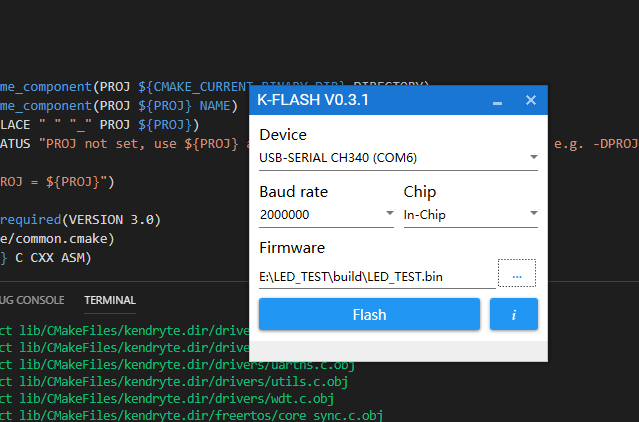 me_component(PROJ ${CMAKE_CURRENT_BINARY_DIR} DIRECTORY)
me_component(PROJ ${PROJ} NAME)
LACE " " "_" PROJ ${PROJ})
ATUS "PROJ not set, use ${PROJ} a
e.g. -DPROJ
ROJ = ${PROJ}")
required(VERSION 3.0)
e/common.cmake)
} C CXX ASM)
K-FLASH V0.3.1
Device
USB-SERIAL CH340 (COM6)
Baud rate
Chip
2000000
In-Chip
Firmware
E:\LED_TEST\build\LED_TEST.bin
...
Flash
i
UG CONSOLE
TERMINAL
ct lib/CMakeFiles/kendryte.dir/drive
ct lib/CMakeFiles/kendryte.dir/drive
ct lib/CMakeFiles/kendryte.dir/drivers/uarths.c.obj
ct lib/CMakeFiles/kendryte.dir/drivers/utils.c.obj
ct lib/CMakeFiles/kendryte.dir/drivers/wdt.c.obj
ct lib/CMakeFiles/kendryte.dir/freertos/core_sync.c.obj